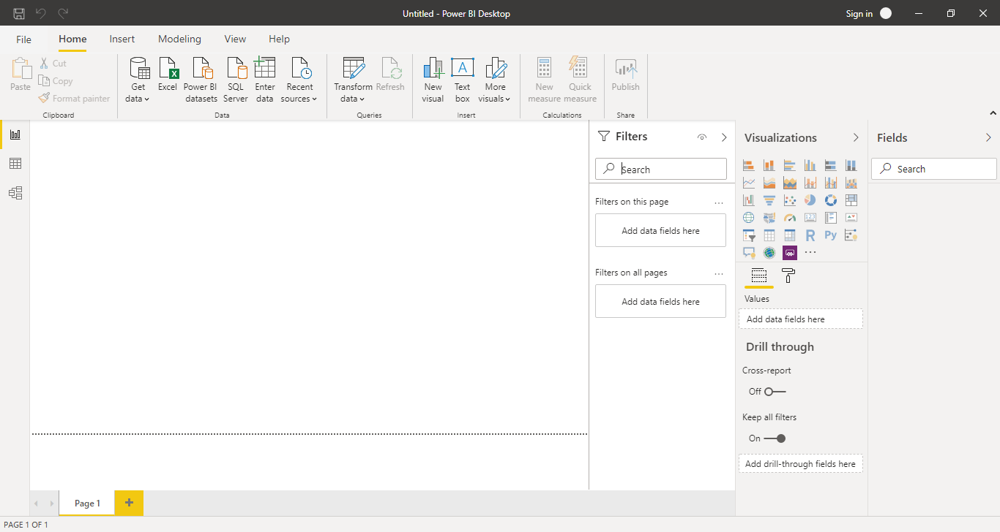 Untitled - Power BI Desktop
Sign in
File
Home
Insert
Modeling
View
Help
Paste
Cut
Copy
Format painter
Clipboard
Get
data
Excel
Power BI
datasets
SQL
Server
Enter
data
Recent
sources
Data
Transform
data
Refresh
Queries
New
visual
Text
box
More
visuals
Insert
New
measure
Quick
measure
Calculations
Publish
Share
Filters
Search
Filters on this page
...
Add data fields here
Filters on all pages
...
Add data fields here
Visualizations
123
R
Py
...
Values
Add data fields here
Drill through
Cross-report
Off
Keep all filters
On
Add drill-through fields here
Fields
Search
Page 1
PAGE 1 OF 1